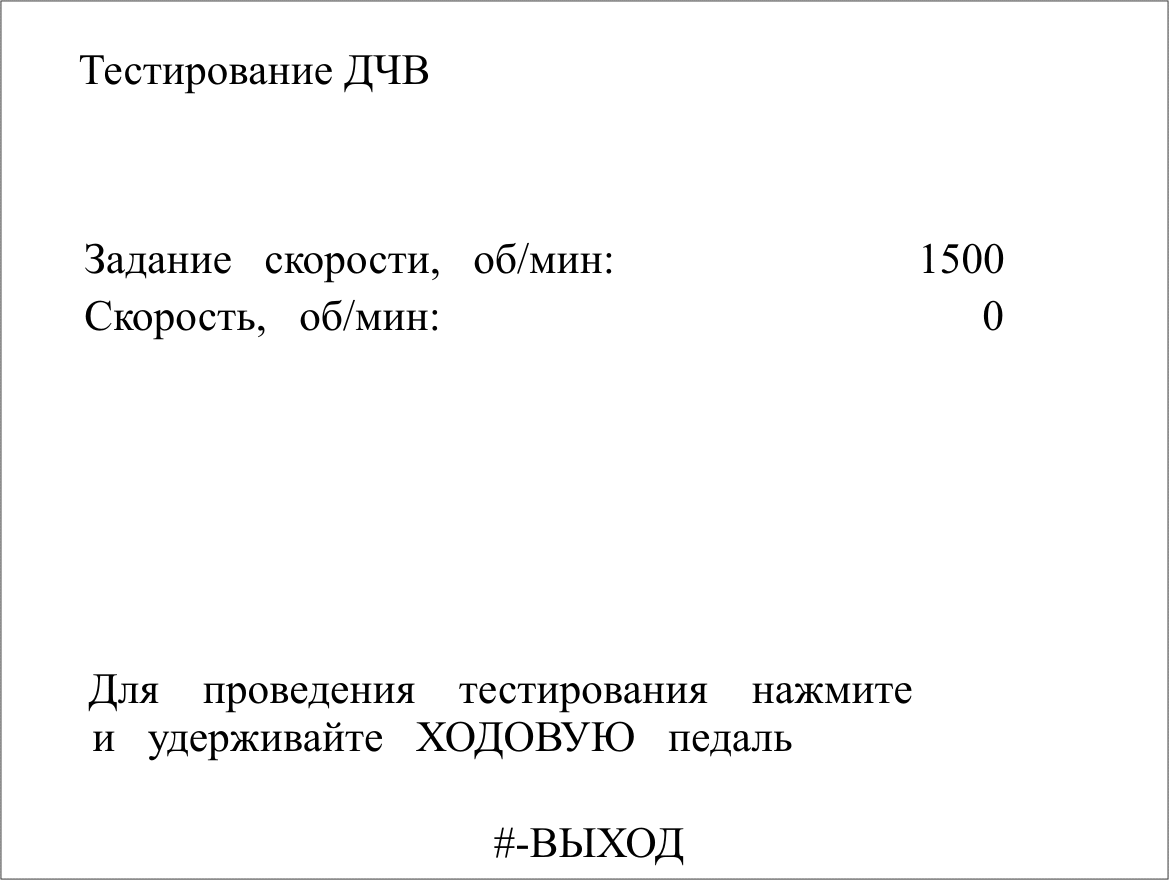 Тестирование ДЧВ
Задание скорости, об/мин: 1500
Скорость, об/мин: 0
Для проведения тестирования нажмите
и удерживайте ХОДОВУЮ педаль
#-ВЫХОД